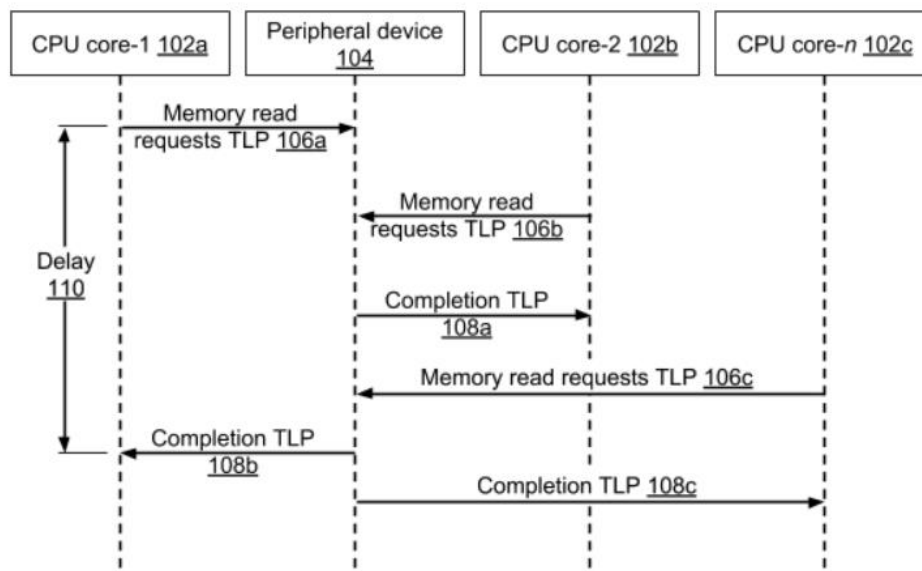 CPU core-1 102a
Peripheral device
104
CPU core-2 102b
CPU core-n 102c
Memory read
requests TLP 106a
Memory read
requests TLP 106b
Delay
110
Completion TLP
108a
Memory read requests TLP 106c
Completion TLP
108b
Completion TLP 108c